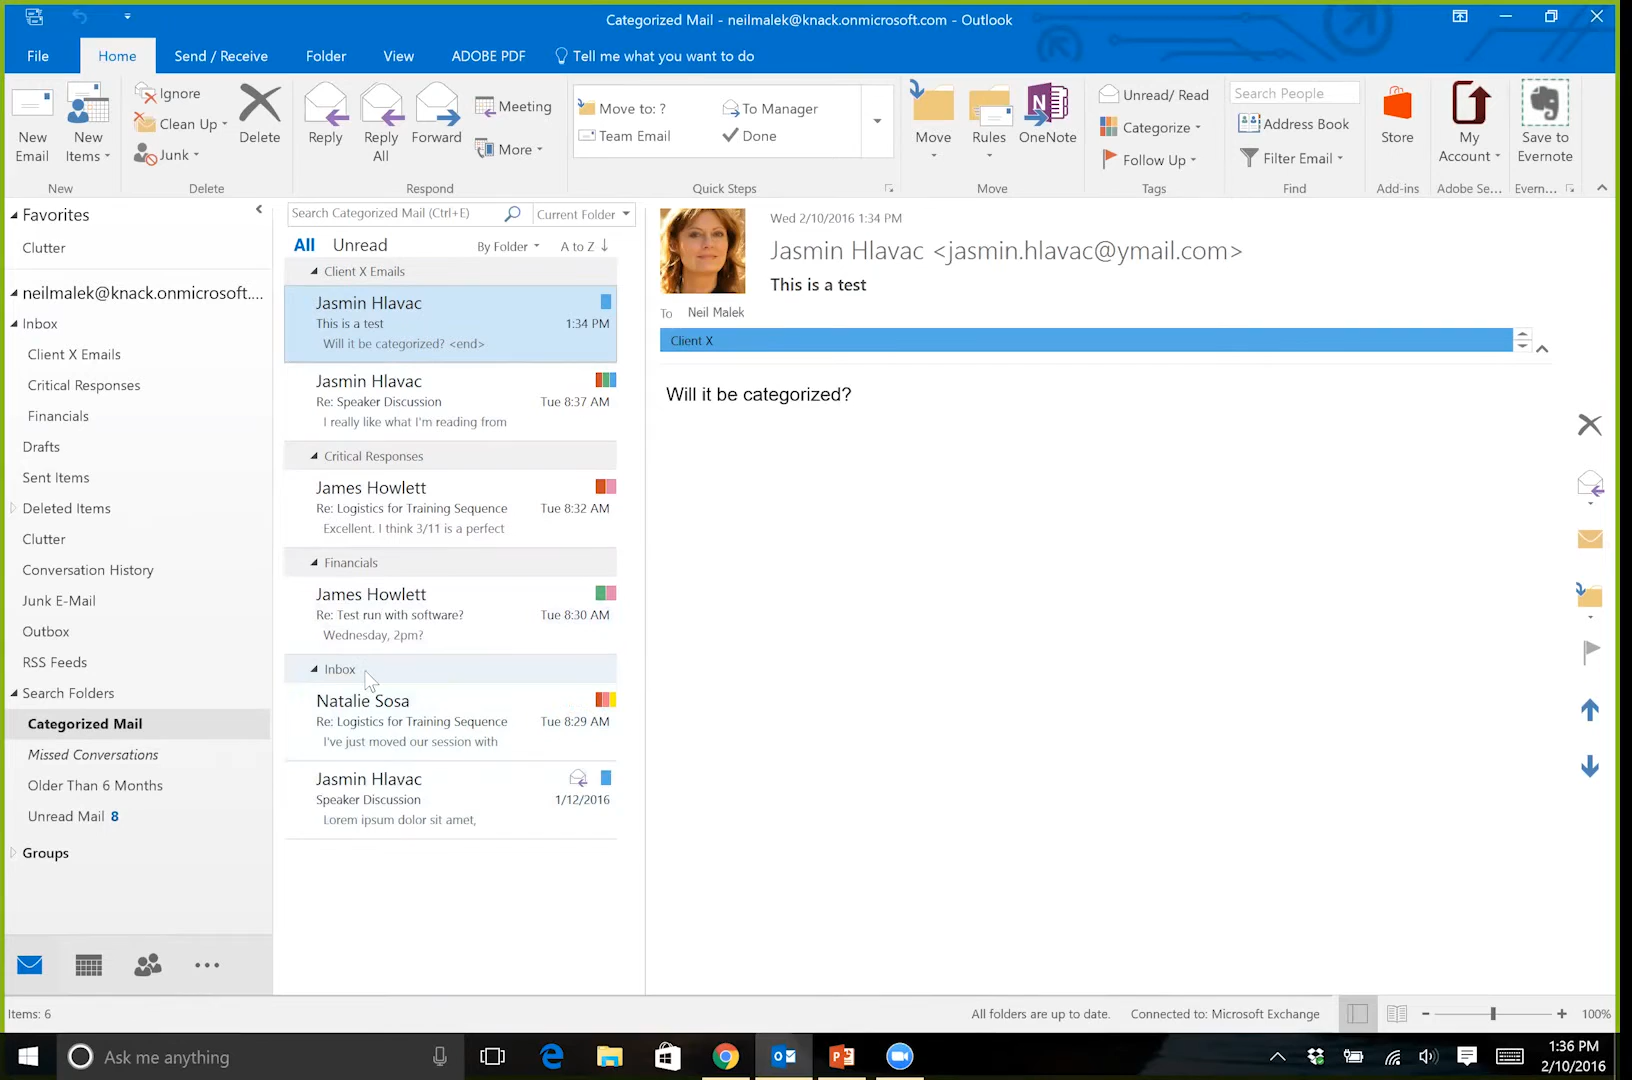 Categorized Mail - neilmalek@knack.onmicrosoft.com - Outlook
File Home Send / Receive Folder View ADOBE PDF Tell me what you want to do
New Email
New Items
Ignore
Clean Up
Junk
Delete
Reply
Reply All
Forward
Meeting
More
Move to: ?
To Manager
Team Email
Done
Move
Rules
OneNote
Unread/ Read
Categorize
Follow Up
Search People
Address Book
Filter Email
Store
My Account
Save to Evernote
New Delete Respond Quick Steps Move Tags Find Add-ins Adobe Se... Evern...
Favorites
Clutter
neilmalek@knack.onmicrosoft....
Inbox
Client X Emails
Critical Responses
Financials
Drafts
Sent Items
Deleted Items
Clutter
Conversation History
Junk E-Mail
Outbox
RSS Feeds
Search Folders
Categorized Mail
Missed Conversations
Older Than 6 Months
Unread Mail 8
Groups
Search Categorized Mail (Ctrl+E) Current Folder
All Unread By Folder A to Z
Client X Emails
Jasmin Hlavac
This is a test 1:34 PM
Will it be categorized? <end>
Jasmin Hlavac
Re: Speaker Discussion Tue 8:37 AM
I really like what I'm reading from
Critical Responses
James Howlett
Re: Logistics for Training Sequence Tue 8:32 AM
Excellent. I think 3/11 is a perfect
Financials
James Howlett
Re: Test run with software? Tue 8:30 AM
Wednesday, 2pm?
Inbox
Natalie Sosa
Re: Logistics for Training Sequence Tue 8:29 AM
I've just moved our session with
Jasmin Hlavac
Speaker Discussion 1/12/2016
Lorem ipsum dolor sit amet,
Wed 2/10/2016 1:34 PM
Jasmin Hlavac <jasmin.hlavac@ymail.com>
This is a test
To Neil Malek
Client X
Will it be categorized?
Items: 6 All folders are up to date. Connected to: Microsoft Exchange 100%
Ask me anything
1:36 PM
2/10/2016